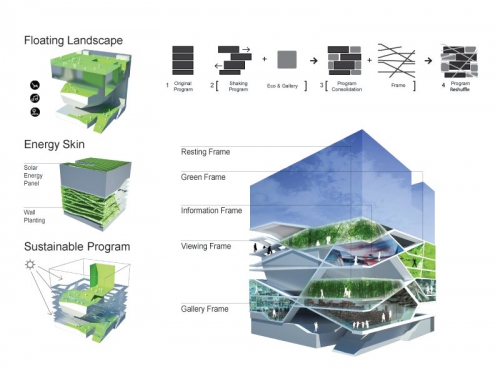 Floating Landscape
1 Original Program
2 [ Shaking Program + Eco & Gallery ]
3 [ Program Consolidation + Frame ]
4 Program Reshuffle
Energy Skin
Solar
Energy
Panel
Wall
Planting
Sustainable Program
Resting Frame
Green Frame
Information Frame
Viewing Frame
Gallery Frame